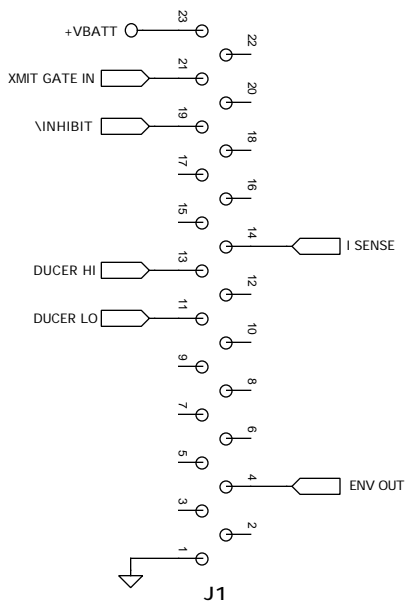 +VBATT 23
22
XMIT GATE IN 21
20
\INHIBIT 19
18
17
16
15
14 I SENSE
DUCER HI 13
12
DUCER LO 11
10
9
8
7
6
5
4 ENV OUT
3
2
1
J1